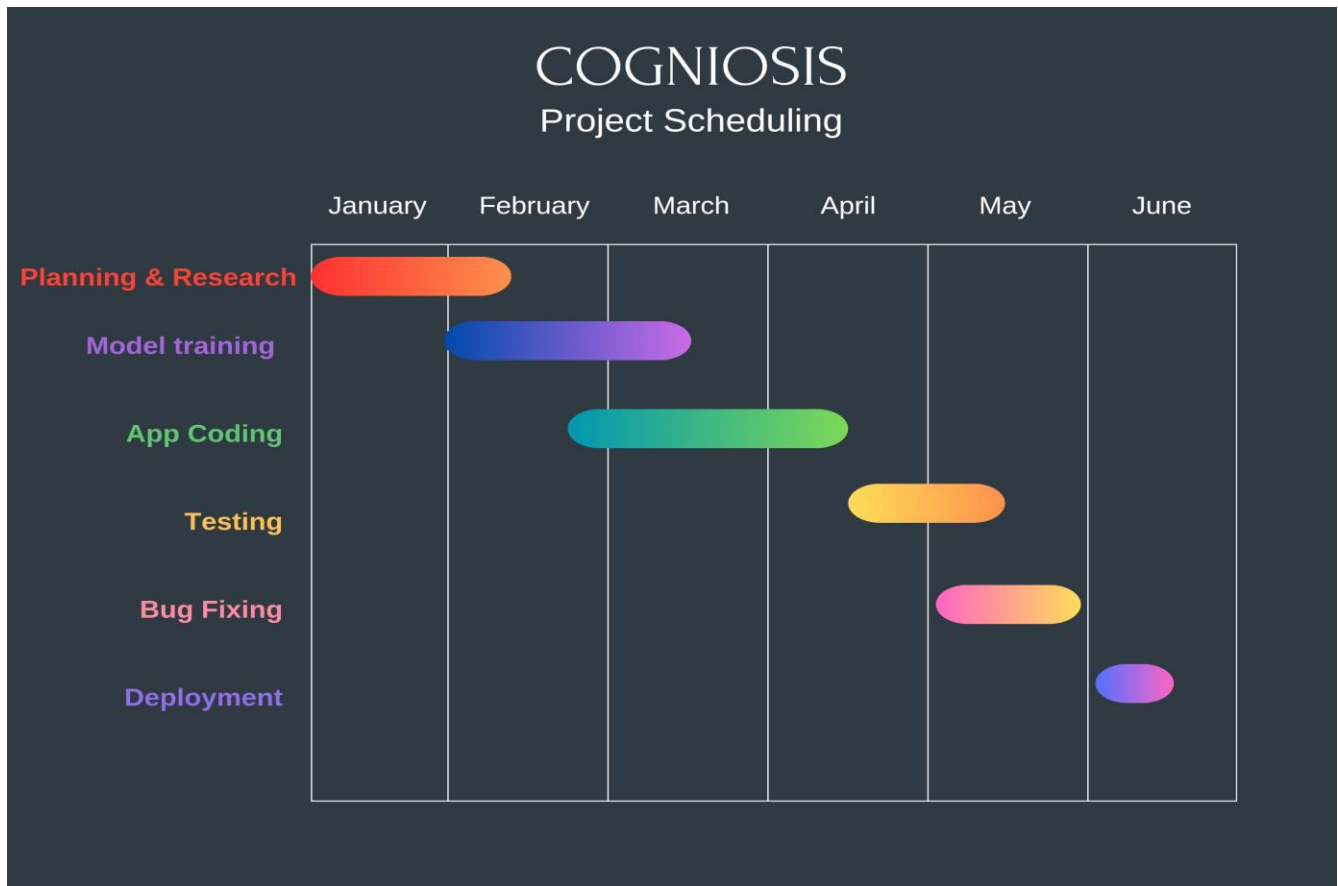 COGNIOSIS
Project Scheduling
January February March April May June
Planning & Research
Model training
App Coding
Testing
Bug Fixing
Deployment